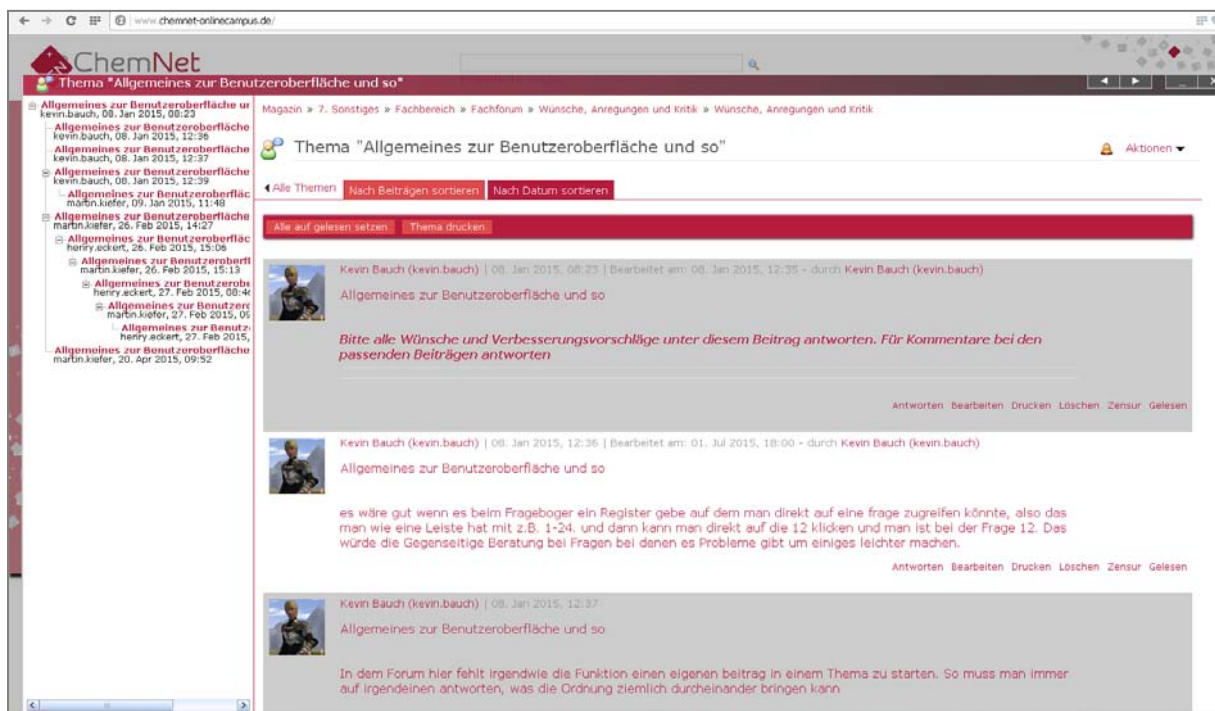 www.chemnet-onlinecampus.de/
ChemNet
Thema "Allgemeines zur Benutzeroberfläche und so"
Allgemeines zur Benutzeroberfläche ur
kevin.bauch, 08. Jan 2015, 08:23
Allgemeines zur Benutzeroberfläche
kevin.bauch, 08. Jan 2015, 12:36
Allgemeines zur Benutzeroberfläche
kevin.bauch, 08. Jan 2015, 12:37
Allgemeines zur Benutzeroberfläche
kevin.bauch, 08. Jan 2015, 12:39
Allgemeines zur Benutzeroberfläc
martin.kiefer, 09. Jan 2015, 11:48
Allgemeines zur Benutzeroberfläche
martin.kiefer, 26. Feb 2015, 14:27
Allgemeines zur Benutzeroberfläc
henry.eckert, 26. Feb 2015, 15:06
Allgemeines zur Benutzeroberfl
martin.kiefer, 26. Feb 2015, 15:13
Allgemeines zur Benutzerobe
henry.eckert, 27. Feb 2015, 08:4
Allgemeines zur Benutzer
martin.kiefer, 27. Feb 2015, 09
Allgemeines zur Benutz
henry.eckert, 27. Feb 2015,
Allgemeines zur Benutzeroberfläche
martin.kiefer, 20. Apr 2015, 09:52
Magazin » 7. Sonstiges » Fachbereich » Fachforum » Wünsche, Anregungen und Kritik » Wünsche, Anregungen und Kritik
Thema "Allgemeines zur Benutzeroberfläche und so"
Aktionen
Alle Themen Nach Beiträgen sortieren Nach Datum sortieren
Alle auf gelesen setzen Thema drucken
Kevin Bauch (kevin.bauch) | 08. Jan 2015, 08:23 | Bearbeitet am: 08. Jan 2015, 12:35 - durch Kevin Bauch (kevin.bauch)
Allgemeines zur Benutzeroberfläche und so
Bitte alle Wünsche und Verbesserungsvorschläge unter diesem Beitrag antworten. Für Kommentare bei den
passenden Beiträgen antworten
Antworten Bearbeiten Drucken Löschen Zensur Gelesen
Kevin Bauch (kevin.bauch) | 08. Jan 2015, 12:36 | Bearbeitet am: 01. Jul 2015, 18:00 - durch Kevin Bauch (kevin.bauch)
Allgemeines zur Benutzeroberfläche und so
es wäre gut wenn es beim Frageboger ein Register gebe auf dem man direkt auf eine frage zugreifen könnte, also das
man wie eine Leiste hat mit z.B. 1-24. und dann kann man direkt auf die 12 klicken und man ist bei der Frage 12. Das
würde die Gegenseitige Beratung bei Fragen bei denen es Probleme gibt um einiges leichter machen.
Antworten Bearbeiten Drucken Löschen Zensur Gelesen
Kevin Bauch (kevin.bauch) | 08. Jan 2015, 12:37
Allgemeines zur Benutzeroberfläche und so
In dem Forum hier fehlt irgendwie die Funktion einen eigenen beitrag in einem Thema zu starten. So muss man immer
auf irgendeinen antworten, was die Ordnung ziemlich durcheinander bringen kann